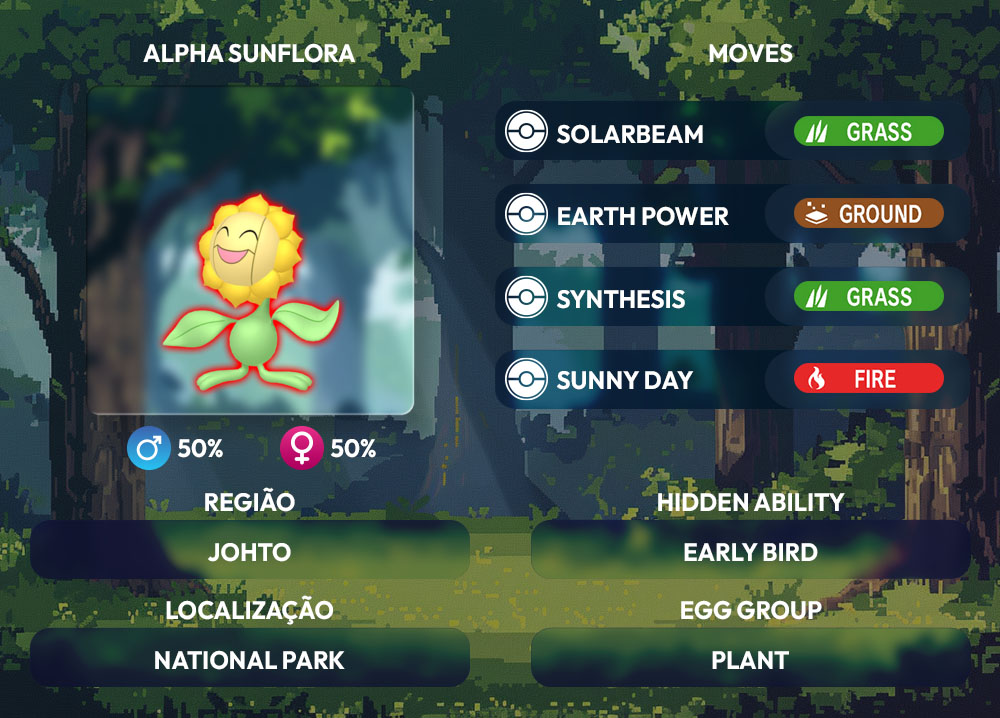 ALPHA SUNFLORA
50%
50%
REGIÃO
JOHTO
LOCALIZAÇÃO
NATIONAL PARK
MOVES
SOLARBEAM GRASS
EARTH POWER GROUND
SYNTHESIS GRASS
SUNNY DAY FIRE
HIDDEN ABILITY
EARLY BIRD
EGG GROUP
PLANT